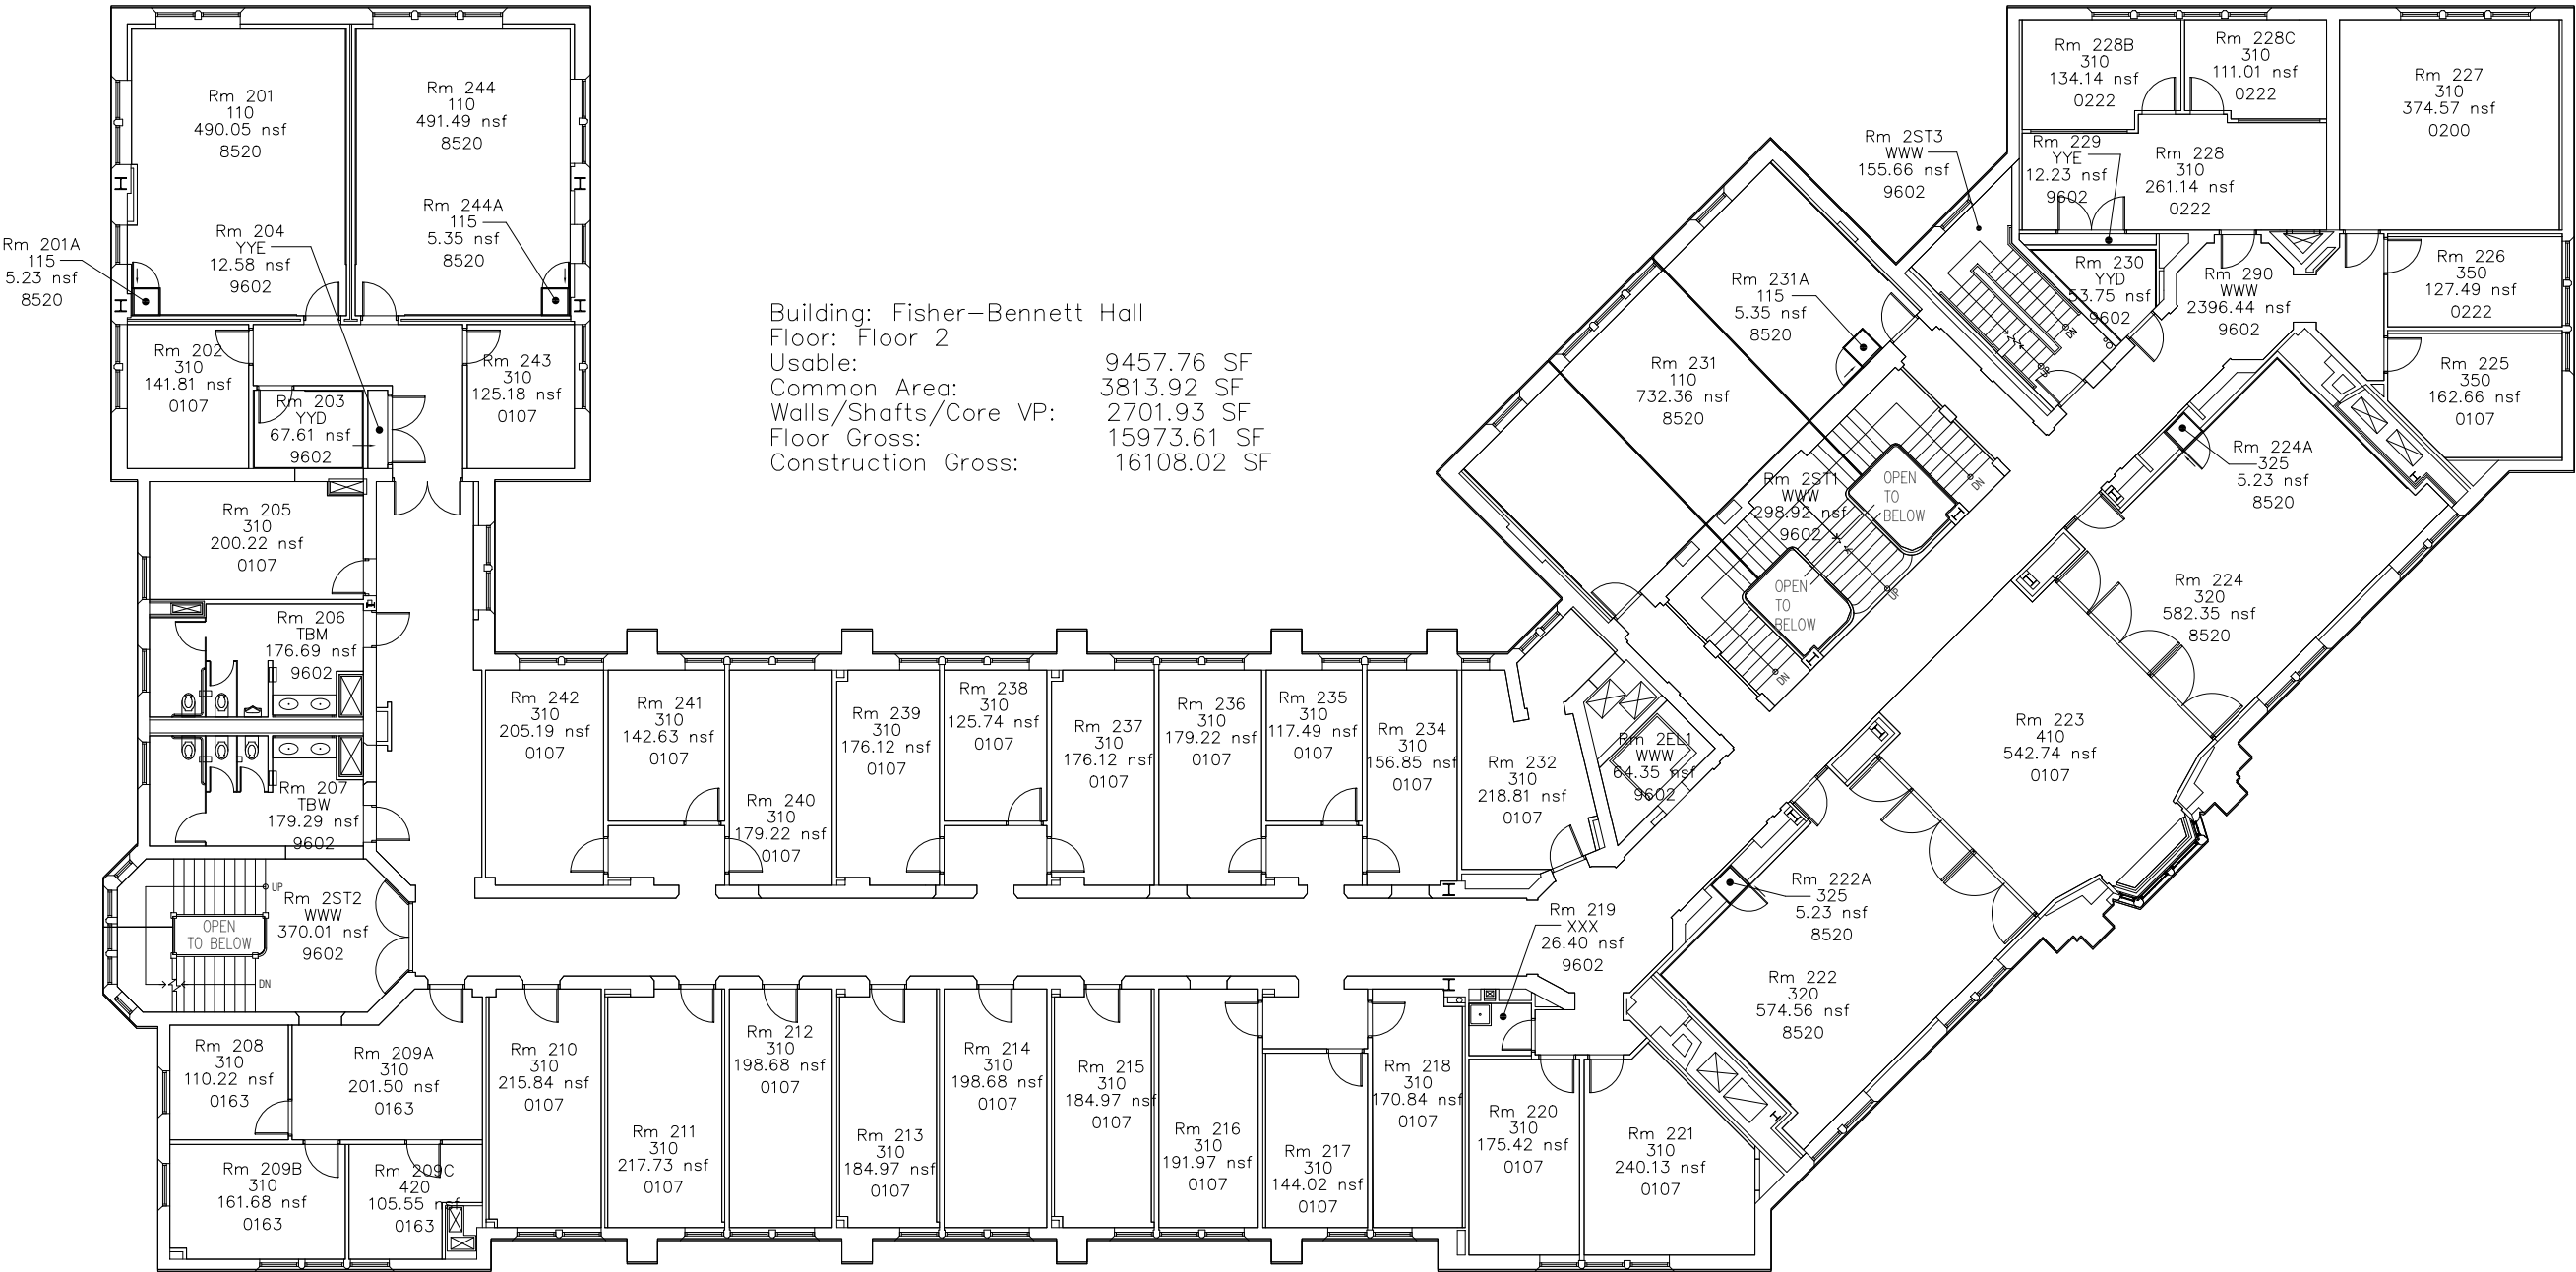 Building: Fisher-Bennett Hall
Floor: Floor 2
Usable: 9457.76 SF
Common Area: 3813.92 SF
Walls/Shafts/Core VP: 2701.93 SF
Floor Gross: 15973.61 SF
Construction Gross: 16108.02 SF
Rm 201
110
490.05 nsf
8520
Rm 244
110
491.49 nsf
8520
Rm 244A
115
5.35 nsf
8520
Rm 204
YYE
12.58 nsf
9602
Rm 201A
115
5.23 nsf
8520
Rm 202
310
141.81 nsf
0107
Rm 203
YYD
67.61 nsf
9602
Rm 243
310
125.18 nsf
0107
Rm 205
310
200.22 nsf
0107
Rm 206
TBM
176.69 nsf
9602
Rm 207
TBW
179.29 nsf
9602
Rm 2ST2
WWW
370.01 nsf
9602
UP
OPEN
TO BELOW
DN
Rm 208
310
110.22 nsf
0163
Rm 209A
310
201.50 nsf
0163
Rm 209B
310
161.68 nsf
0163
Rm 209C
420
105.55 nsf
0163
Rm 242
310
205.19 nsf
0107
Rm 241
310
142.63 nsf
0107
Rm 240
310
179.22 nsf
0107
Rm 239
310
176.12 nsf
0107
Rm 238
310
125.74 nsf
0107
Rm 237
310
176.12 nsf
0107
Rm 236
310
179.22 nsf
0107
Rm 235
310
117.49 nsf
0107
Rm 234
310
156.85 nsf
0107
Rm 232
310
218.81 nsf
0107
Rm 2EL1
WWW
64.35 nsf
9602
Rm 210
310
215.84 nsf
0107
Rm 211
310
217.73 nsf
0107
Rm 212
310
198.68 nsf
0107
Rm 213
310
184.97 nsf
0107
Rm 214
310
198.68 nsf
0107
Rm 215
310
184.97 nsf
0107
Rm 216
310
191.97 nsf
0107
Rm 217
310
144.02 nsf
0107
Rm 218
310
170.84 nsf
0107
Rm 219
XXX
26.40 nsf
9602
Rm 220
310
175.42 nsf
0107
Rm 221
310
240.13 nsf
0107
Rm 222
320
574.56 nsf
8520
Rm 222A
325
5.23 nsf
8520
Rm 223
410
542.74 nsf
0107
Rm 224
320
582.35 nsf
8520
Rm 224A
325
5.23 nsf
8520
Rm 225
350
162.66 nsf
0107
Rm 226
350
127.49 nsf
0222
Rm 227
310
374.57 nsf
0200
Rm 228
310
261.14 nsf
0222
Rm 228B
310
134.14 nsf
0222
Rm 228C
310
111.01 nsf
0222
Rm 229
YYE
12.23 nsf
9602
Rm 230
YYD
53.75 nsf
9602
Rm 290
WWW
2396.44 nsf
9602
Rm 2ST3
WWW
155.66 nsf
9602
DN
UP
Rm 231
110
732.36 nsf
8520
Rm 231A
115
5.35 nsf
8520
Rm 2ST1
WWW
298.92 nsf
9602
OPEN
TO
BELOW
DN
OPEN
TO
BELOW
UP
DN